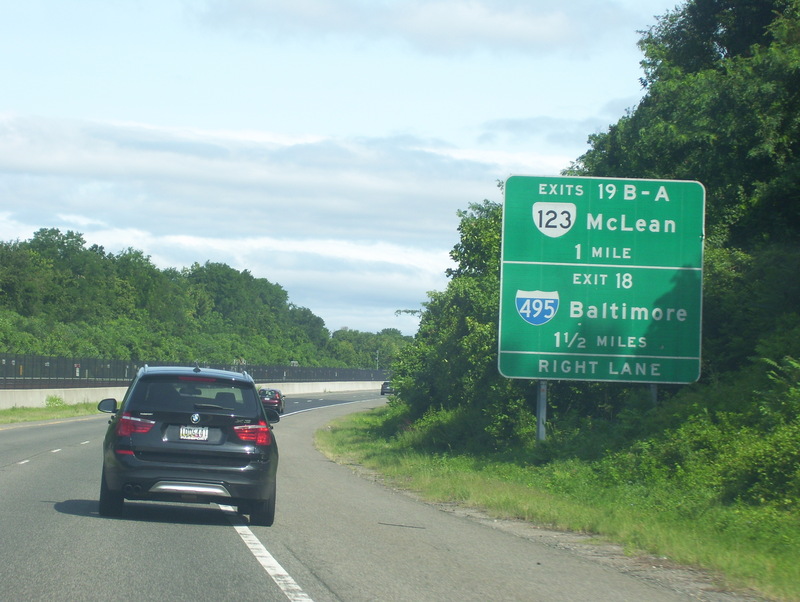 EXITS 19 B-A
123 McLean
1 MILE
EXIT 18
495 Baltimore
1 1/2 MILES
RIGHT LANE